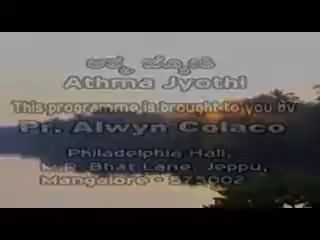 ಆತ್ಮ ಜ್ಯೋತಿ
Athma Jyothi
This programme is brought to you by
Pr. Alwyn Colaco
Philadelphia Hall,
Bhat Lane, Jeppu,
Mangalore - 575002